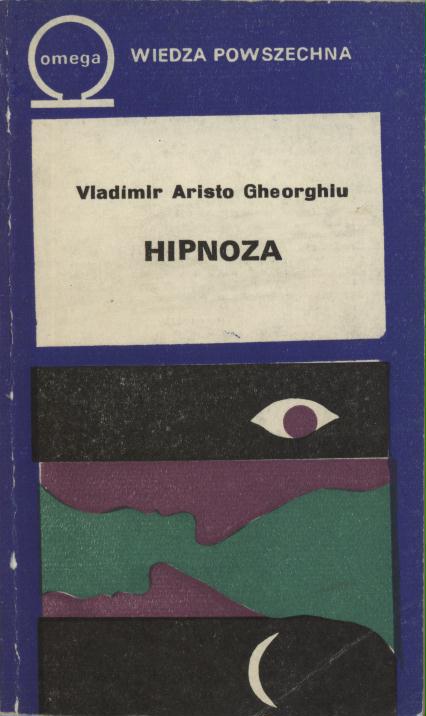 omega
WIEDZA POWSZECHNA
Vladimir Aristo Gheorghiu
HIPNOZA